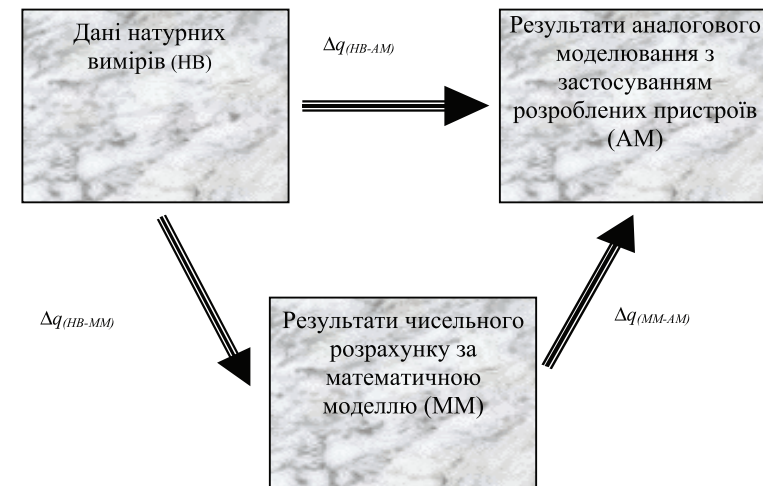 Дані натурних
вимірів (НВ)
Δq(НВ-АМ)
Результати аналогового
моделювання з
застосуванням
розроблених пристроїв
(АМ)
Δq(НВ-ММ)
Результати чисельного
розрахунку за
математичною
моделлю (ММ)
Δq(ММ-АМ)